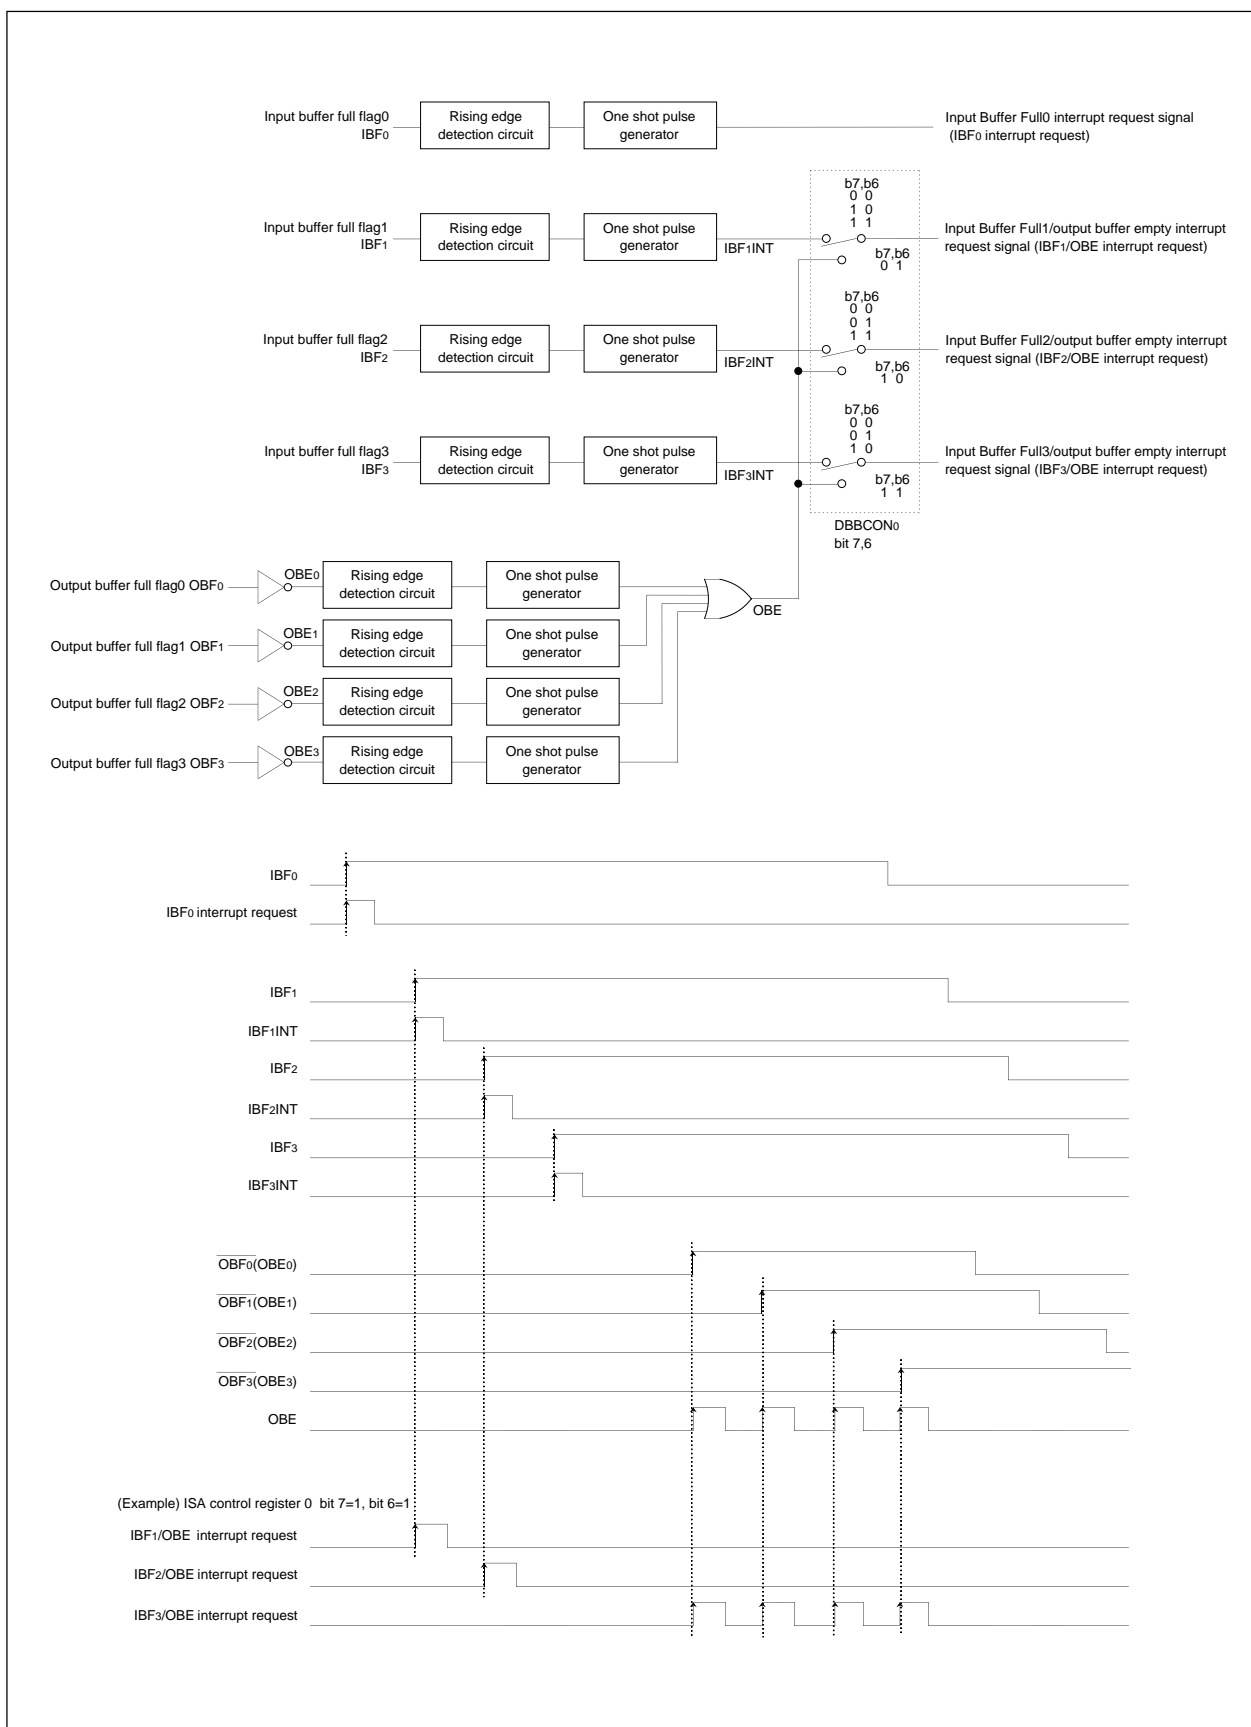 Input buffer full flag0
IBF0
Rising edge
detection circuit
One shot pulse
generator
Input Buffer Full0 interrupt request signal
(IBF0 interrupt request)
b7,b6
0 0
1 0
1 1
Input buffer full flag1
IBF1
Rising edge
detection circuit
One shot pulse
generator
IBF1INT
Input Buffer Full1/output buffer empty interrupt
request signal (IBF1/OBE interrupt request)
b7,b6
0 1
b7,b6
0 0
0 1
1 1
Input buffer full flag2
IBF2
Rising edge
detection circuit
One shot pulse
generator
IBF2INT
Input Buffer Full2/output buffer empty interrupt
request signal (IBF2/OBE interrupt request)
b7,b6
1 0
b7,b6
0 0
0 1
1 0
Input buffer full flag3
IBF3
Rising edge
detection circuit
One shot pulse
generator
IBF3INT
Input Buffer Full3/output buffer empty interrupt
request signal (IBF3/OBE interrupt request)
b7,b6
1 1
DBBCON0
bit 7,6
Output buffer full flag0 OBF0
OBE0
Rising edge
detection circuit
One shot pulse
generator
OBE
Output buffer full flag1 OBF1
OBE1
Rising edge
detection circuit
One shot pulse
generator
Output buffer full flag2 OBF2
OBE2
Rising edge
detection circuit
One shot pulse
generator
Output buffer full flag3 OBF3
OBE3
Rising edge
detection circuit
One shot pulse
generator
IBF0
IBF0 interrupt request
IBF1
IBF1INT
IBF2
IBF2INT
IBF3
IBF3INT
OBF0(OBE0)
OBF1(OBE1)
OBF2(OBE2)
OBF3(OBE3)
OBE
(Example) ISA control register 0 bit 7=1, bit 6=1
IBF1/OBE interrupt request
IBF2/OBE interrupt request
IBF3/OBE interrupt request